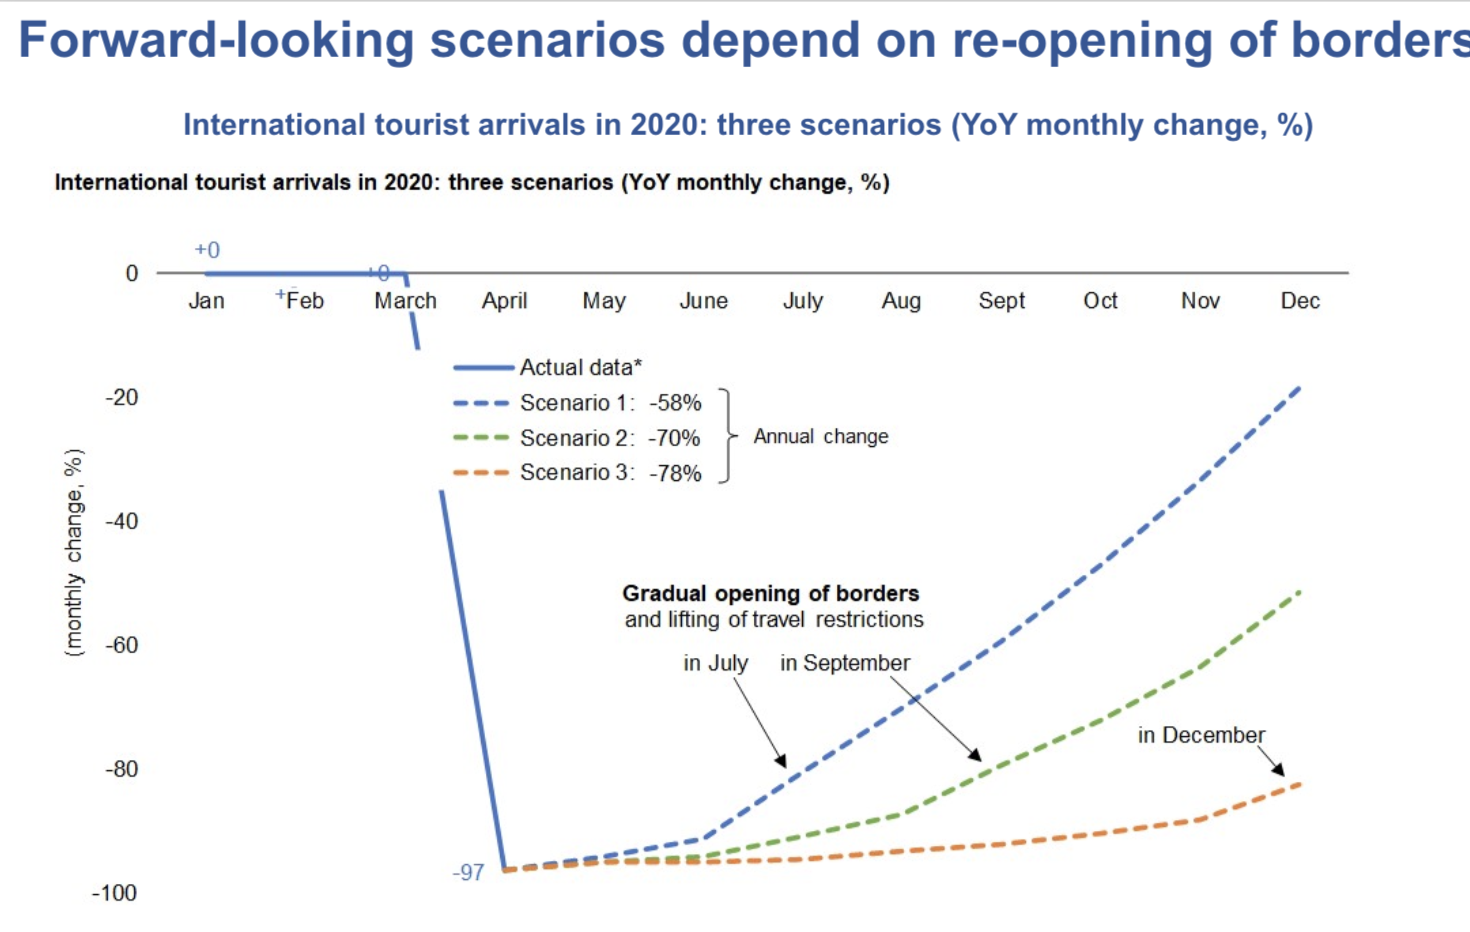 Forward-looking scenarios depend on re-opening of borders
International tourist arrivals in 2020: three scenarios (YoY monthly change, %)
International tourist arrivals in 2020: three scenarios (YoY monthly change, %)
+0
0
+0
Jan
+
Feb
March
April
May
June
July
Aug
Sept
Oct
Nov
Dec
Actual data*
-20
Scenario 1: -58%
Scenario 2: -70%
Annual change
Scenario 3: -78%
(monthly change, %)
-40
Gradual opening of borders
and lifting of travel restrictions
-60
in July
in September
in December
-80
-97
-100